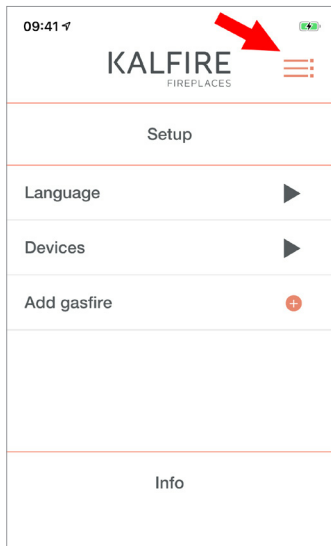 09:41
KALFIRE
FIREPLACES
Setup
Language
Devices
Add gasfire
Info